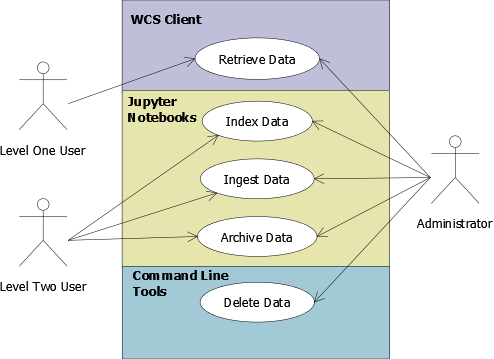 WCS Client
Retrieve Data
Jupyter
Notebooks
Index Data
Level One User
Ingest Data
Administrator
Archive Data
Level Two User
Command Line
Tools
Delete Data